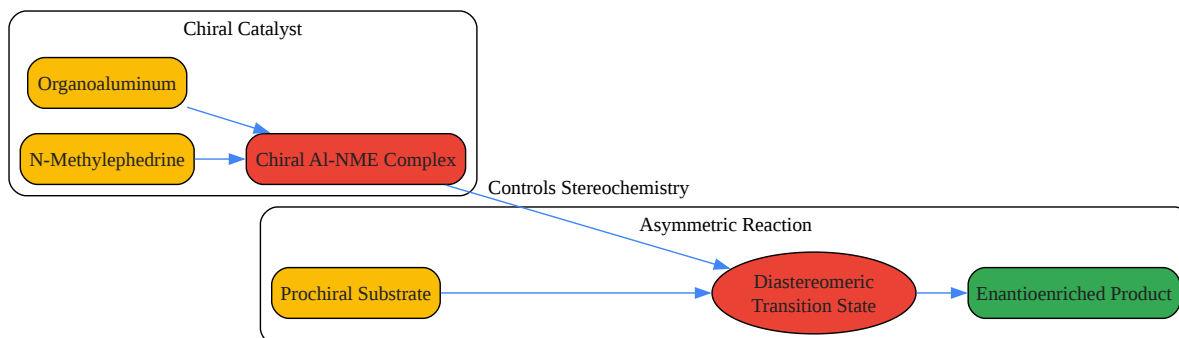 Chiral Catalyst
Organoaluminum
N-Methylephedrine
Chiral Al-NME Complex
Controls Stereochemistry
Asymmetric Reaction
Prochiral Substrate
Diastereomeric
Transition State
Enantioenriched Product